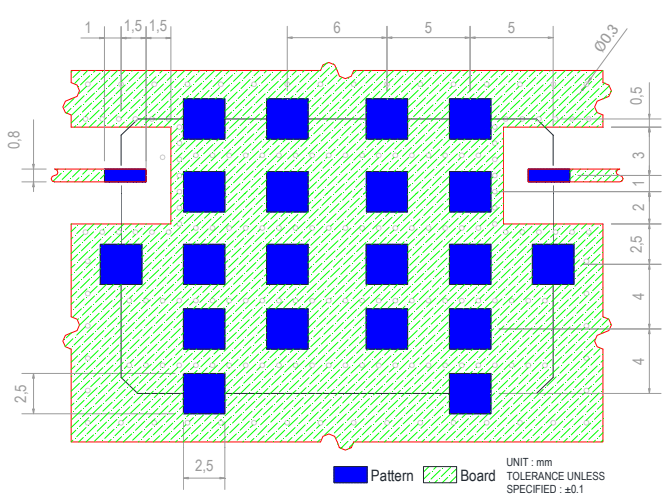 6
5
5
1
1,5
1,5
Ø0.3
0,5
0,8
3
1
2
2,5
4
4
2,5
2,5
Pattern
Board
UNIT : mm
TOLERANCE UNLESS
SPECIFIED : ±0.1